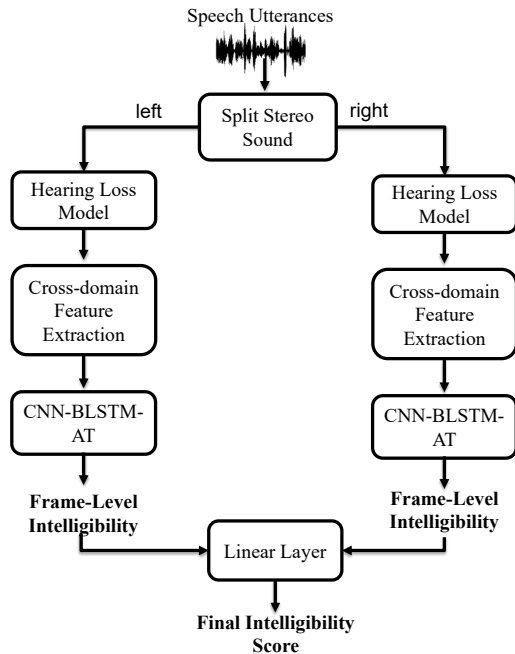 Speech Utterances
left
Split Stereo
Sound
right
Hearing Loss
Model
Cross-domain
Feature
Extraction
CNN-BLSTM-
AT
Frame-Level
Intelligibility
Hearing Loss
Model
Cross-domain
Feature
Extraction
CNN-BLSTM-
AT
Frame-Level
Intelligibility
Linear Layer
Final Intelligibility
Score